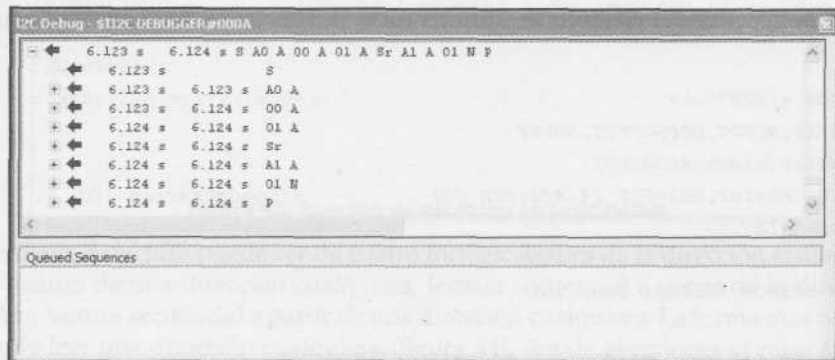 I2C Debug - $II2C DEBUGGER#000A
6.123 s 6.124 s S A0 A 00 A 01 A Sr A1 A 01 N P
6.123 s S
6.123 s 6.123 s A0 A
6.123 s 6.124 s 00 A
6.124 s 6.124 s 01 A
6.124 s 6.124 s Sr
6.124 s 6.124 s A1 A
6.124 s 6.124 s 01 N
6.124 s 6.124 s P
Queued Sequences